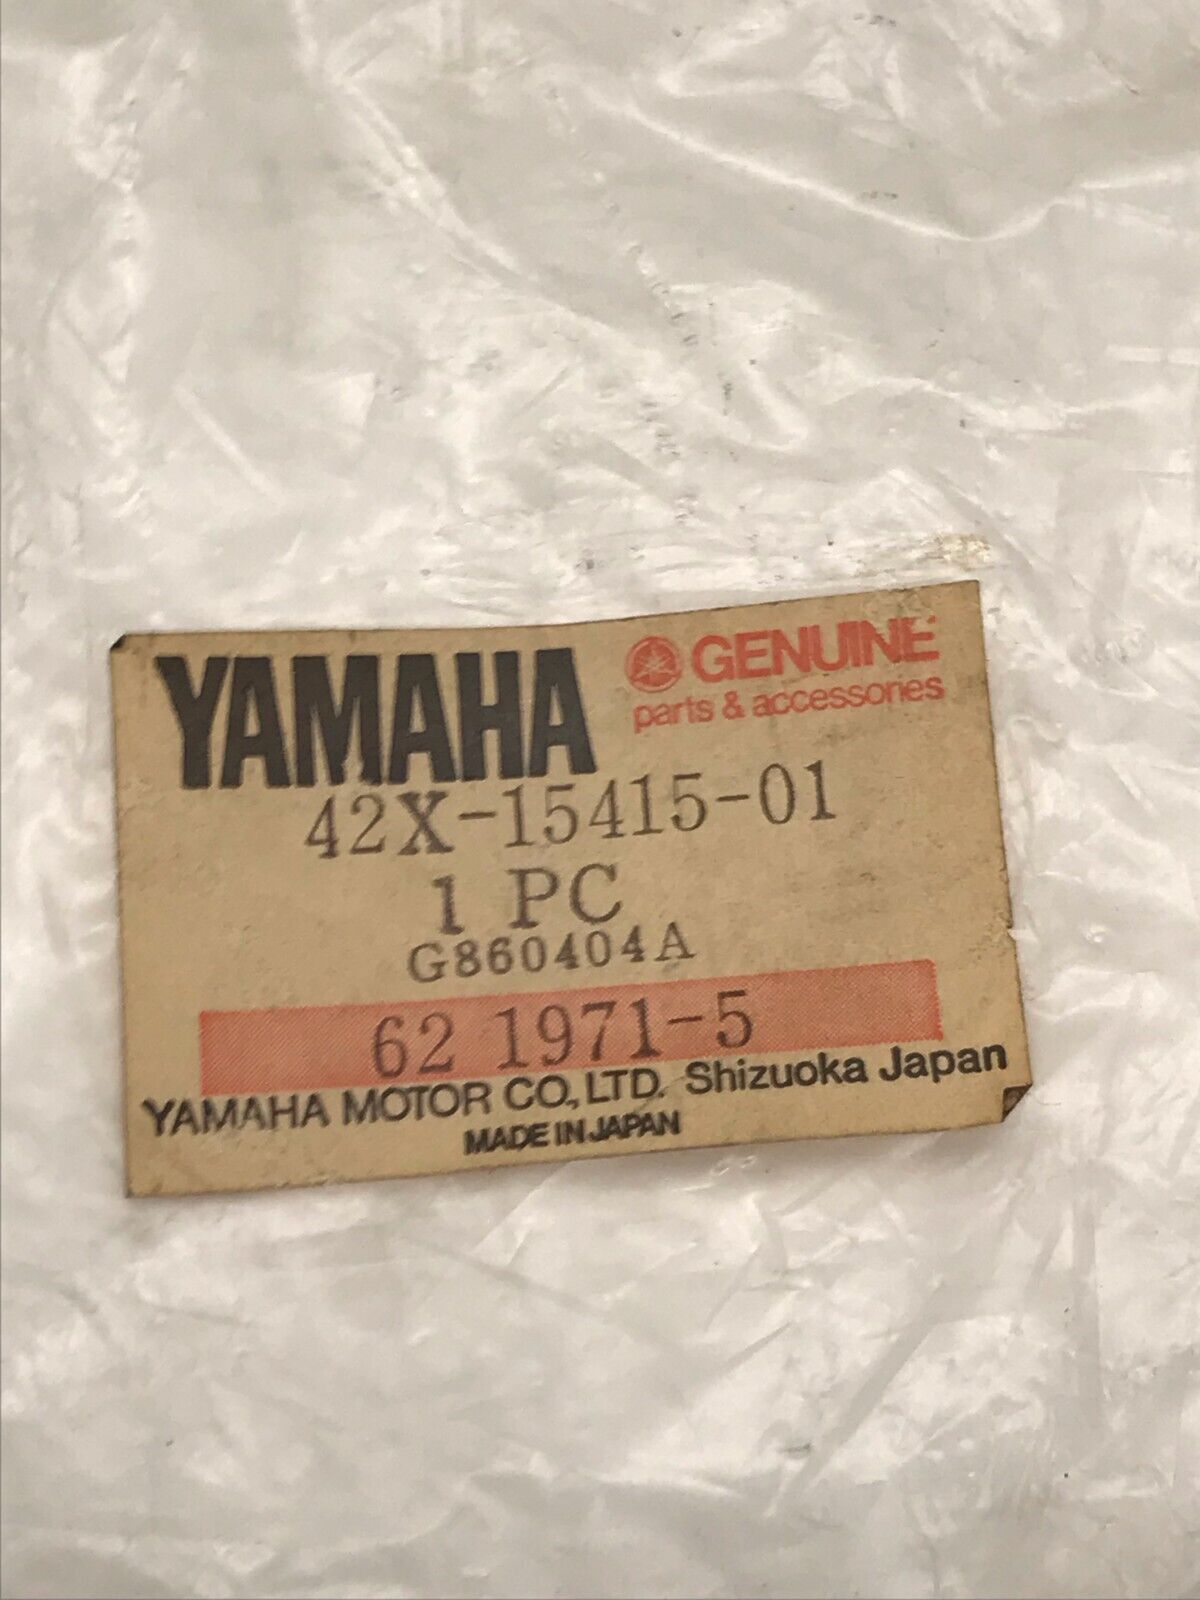 YAMAHA GENUINE
parts & accessories
42X-15415-01
1 PC
G860404A
62 1971-5
YAMAHA MOTOR CO., LTD. Shizuoka Japan
MADE IN JAPAN